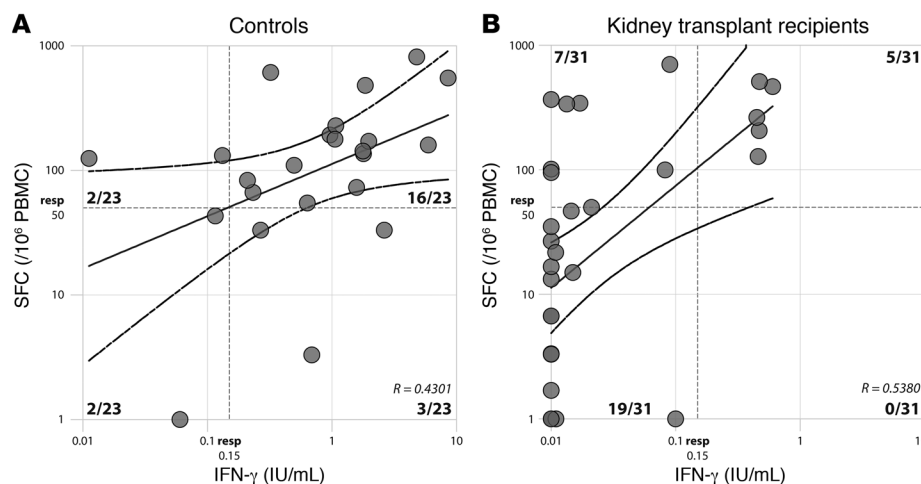 A
Controls
SFC (/10⁶ PBMC)
1000
100
resp
50
10
1
2/23
16/23
2/23
3/23
R = 0.4301
0.01
0.1
resp
0.15
1
10
IFN-γ (IU/mL)
B
Kidney transplant recipients
SFC (/10⁶ PBMC)
1000
100
resp
50
10
1
7/31
5/31
19/31
0/31
R = 0.5380
0.01
0.1
resp
0.15
1
1
IFN-γ (IU/mL)